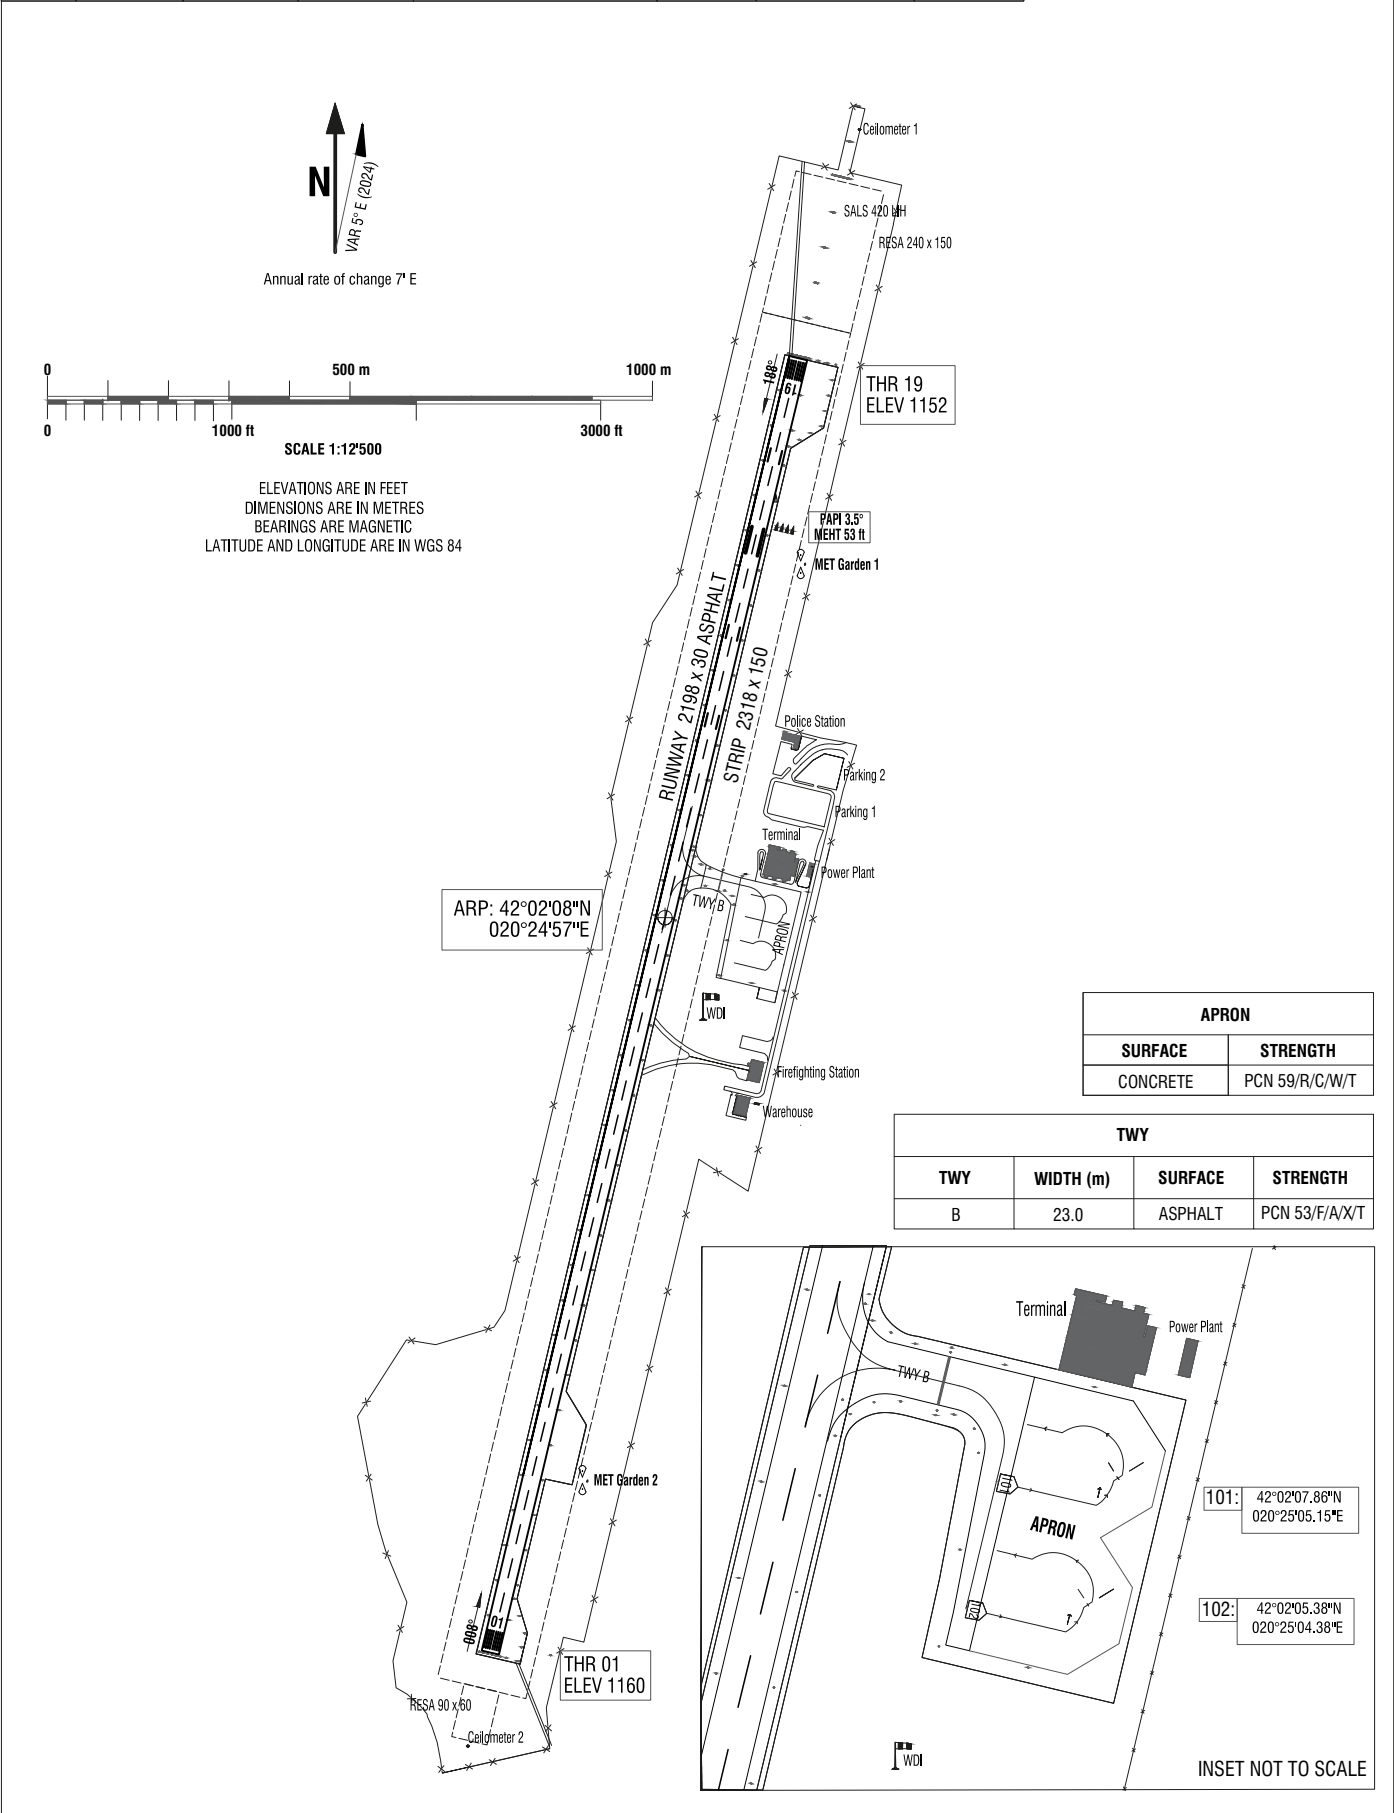 Ceilometer 1
N
VAR 5° E (2024)
Annual rate of change 7' E
SALS 420
RESA 240 x 150
0
500 m
1000 m
0
1000 ft
3000 ft
SCALE 1:12'500
ELEVATIONS ARE IN FEET
DIMENSIONS ARE IN METRES
BEARINGS ARE MAGNETIC
LATITUDE AND LONGITUDE ARE IN WGS 84
188°
19
THR 19
ELEV 1152
PAPI 3.5°
MEHT 53 ft
MET Garden 1
RUNWAY 2198 x 30 ASPHALT
STRIP 2318 x 150
Police Station
Parking 2
Parking 1
Terminal
Power Plant
TWY B
APRON
ARP: 42°02'08"N
020°24'57"E
WDI
Firefighting Station
Warehouse
APRON
SURFACE STRENGTH
CONCRETE PCN 59/R/C/W/T
TWY
TWY WIDTH (m) SURFACE STRENGTH
B 23.0 ASPHALT PCN 53/F/A/X/T
MET Garden 2
008°
01
THR 01
ELEV 1160
RESA 90 x 60
Ceilometer 2
Terminal
Power Plant
TWY B
101
APRON
102
101: 42°02'07.86"N
020°25'05.15"E
102: 42°02'05.38"N
020°25'04.38"E
WDI
INSET NOT TO SCALE